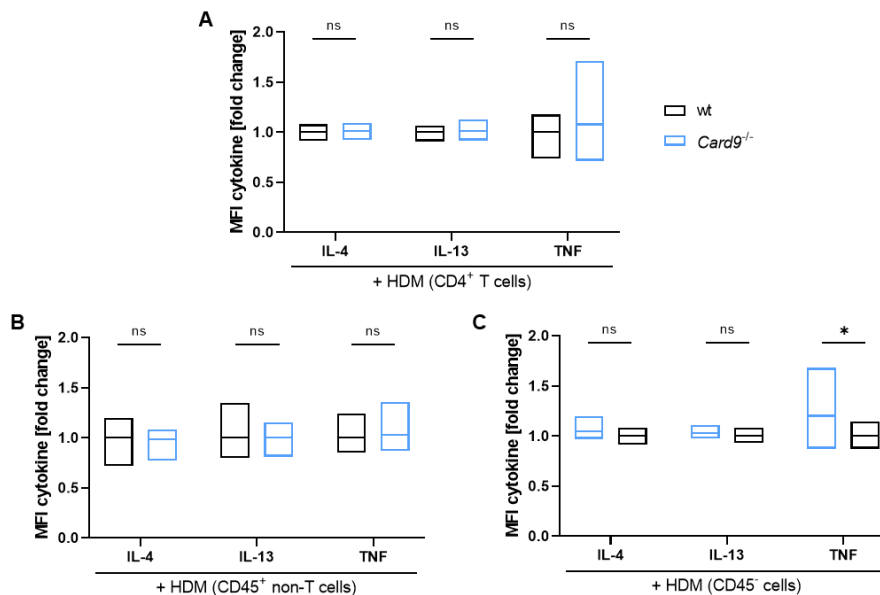 A
ns
ns
ns
MFI cytokine [fold change]
2.0
1.5
1.0
0.5
0.0
IL-4
IL-13
TNF
+ HDM (CD4⁺ T cells)
wt
Card9⁻/⁻
B
ns
ns
ns
MFI cytokine [fold change]
2.0
1.5
1.0
0.5
0.0
IL-4
IL-13
TNF
+ HDM (CD45⁺ non-T cells)
C
ns
ns
*
MFI cytokine [fold change]
2.0
1.5
1.0
0.5
0.0
IL-4
IL-13
TNF
+ HDM (CD45⁻ cells)